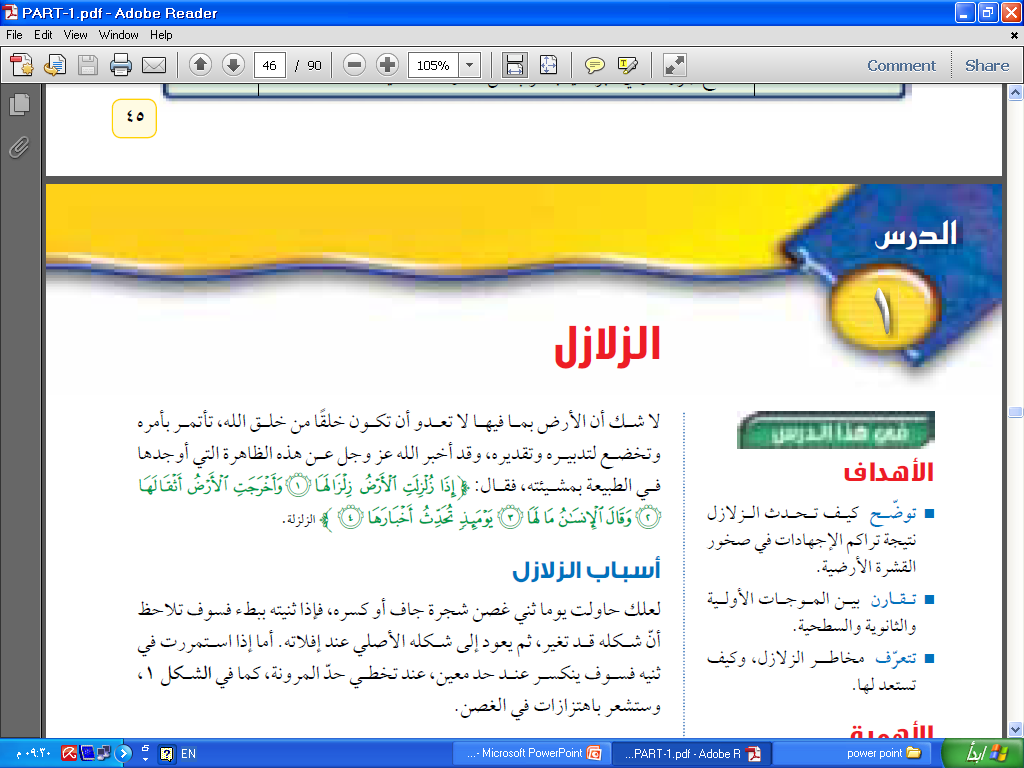 PART-1.pdf - Adobe Reader
File Edit View Window Help
46 / 90 105% Comment Share
٤٥
الدرس
١
الزلازل
لا شك أن الأرض بما فيها لا تعدو أن تكون خلقًا من خلق الله، تأتمر بأمره
وتخضع لتدبيره وتقديره، وقد أخبر الله عز وجل عن هذه الظاهرة التي أوجدها
في الطبيعة بمشيئته، فقال: ﴿إِذَا زُلْزِلَتِ ٱلْأَرْضُ زِلْزَالَهَا ۝١ وَأَخْرَجَتِ ٱلْأَرْضُ أَثْقَالَهَا
۝٢ وَقَالَ ٱلْإِنسَٰنُ مَا لَهَا ۝٣ يَوْمَئِذٍ تُحَدِّثُ أَخْبَارَهَا ۝٤﴾ الزلزلة.
أسباب الزلازل
لعلك حاولت يوما ثني غصن شجرة جاف أو كسره، فإذا ثنيته ببطء فسوف تلاحظ
أنّ شكله قد تغير، ثم يعود إلى شكله الأصلي عند إفلاته. أما إذا استمررت في
ثنيه فسوف ينكسر عند حد معين، عند تخطي حدّ المرونة، كما في الشكل ١،
وستشعر باهتزازات في الغصن.
في هذا الدرس
الأهداف
■ توضّح كيف تحدث الزلازل
نتيجة تراكم الإجهادات في صخور
القشرة الأرضية.
■ تقارن بين الموجات الأولية
والثانوية والسطحية.
■ تتعرّف مخاطر الزلازل، وكيف
تستعد لها.
الأهمية
ابدأ
power point
...PART-1.pdf - Adobe R
...- Microsoft PowerPoint
EN
٠٩:٣٠ م